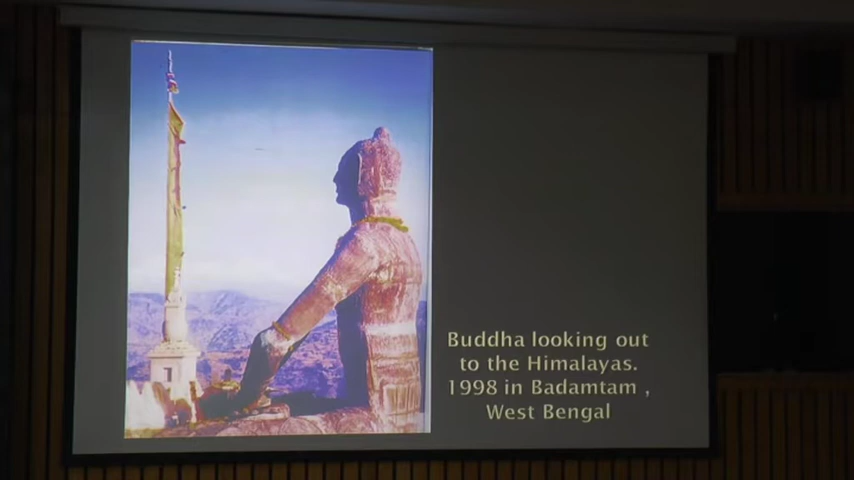 Buddha looking out
to the Himalayas.
1998 in Badamtam ,
West Bengal